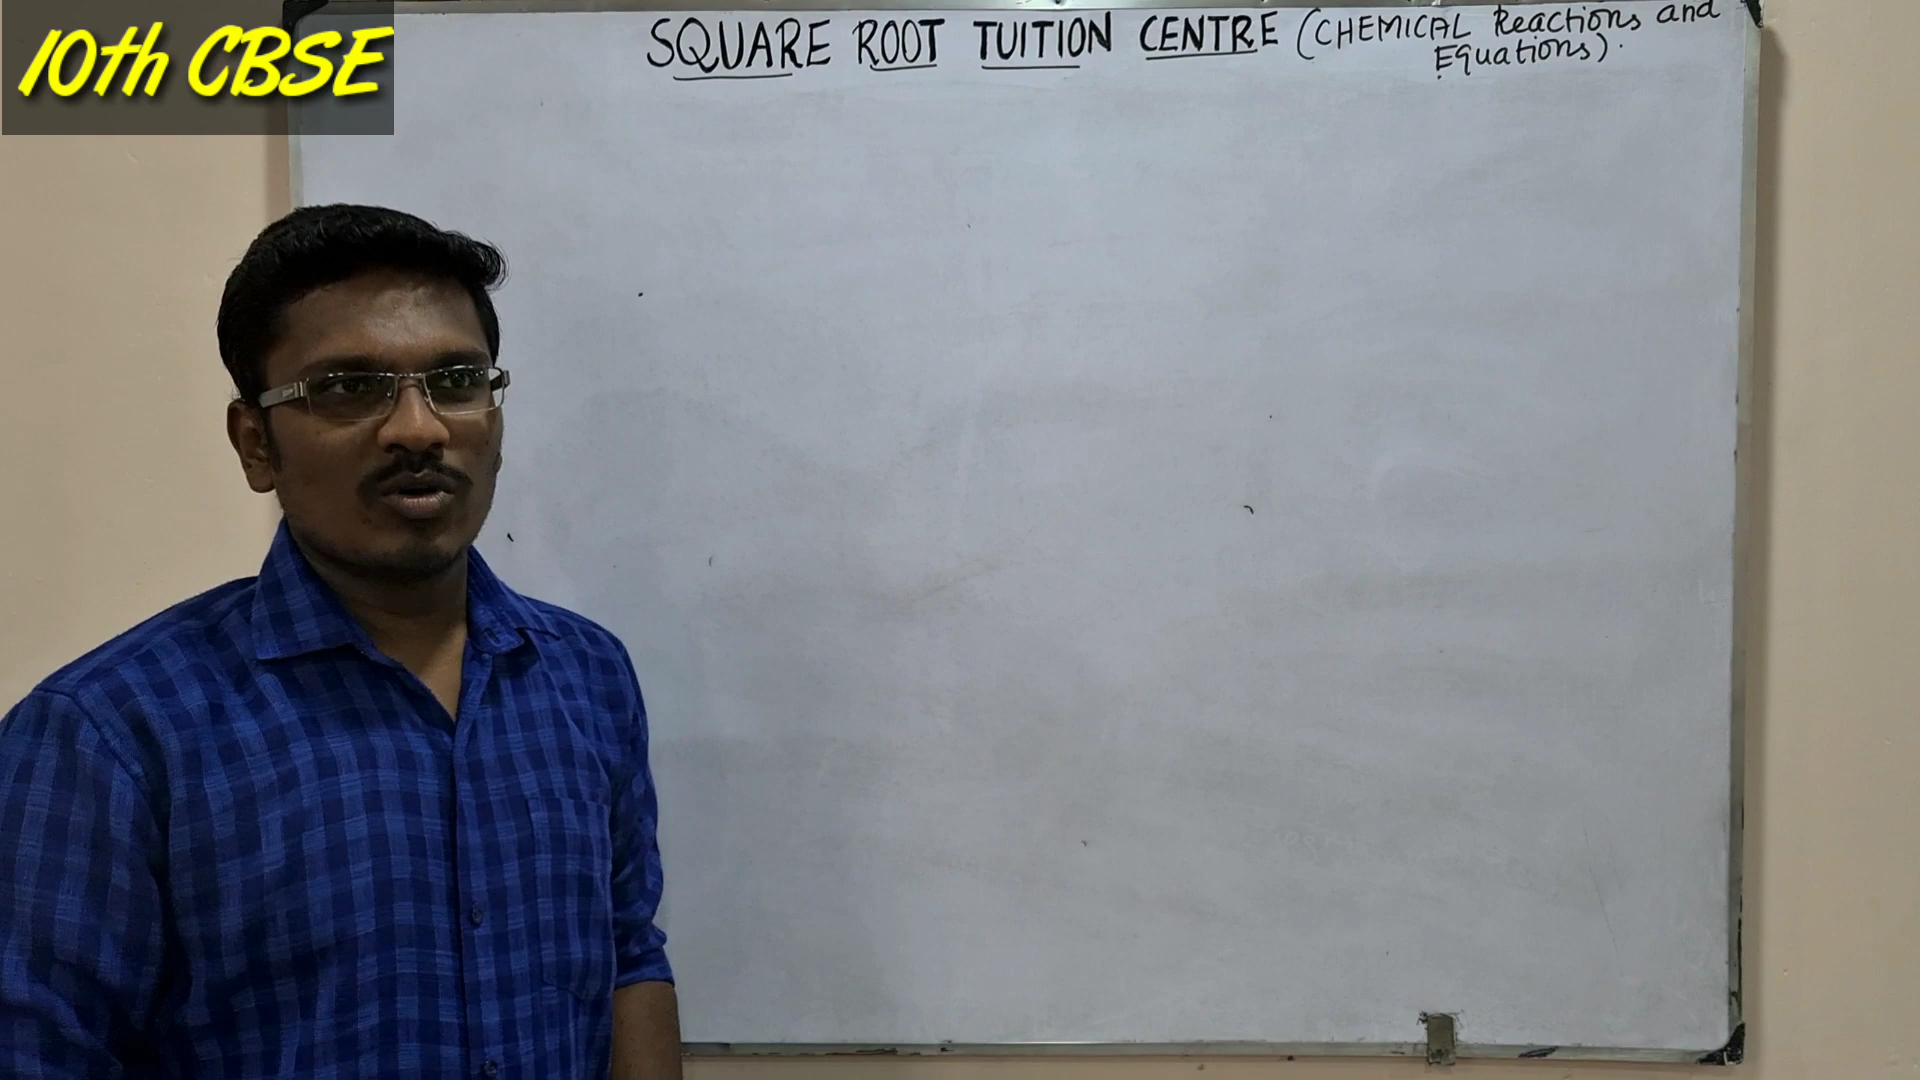 10th CBSE
SQUARE ROOT TUITION CENTRE (CHEMICAL Reactions and
Equations).